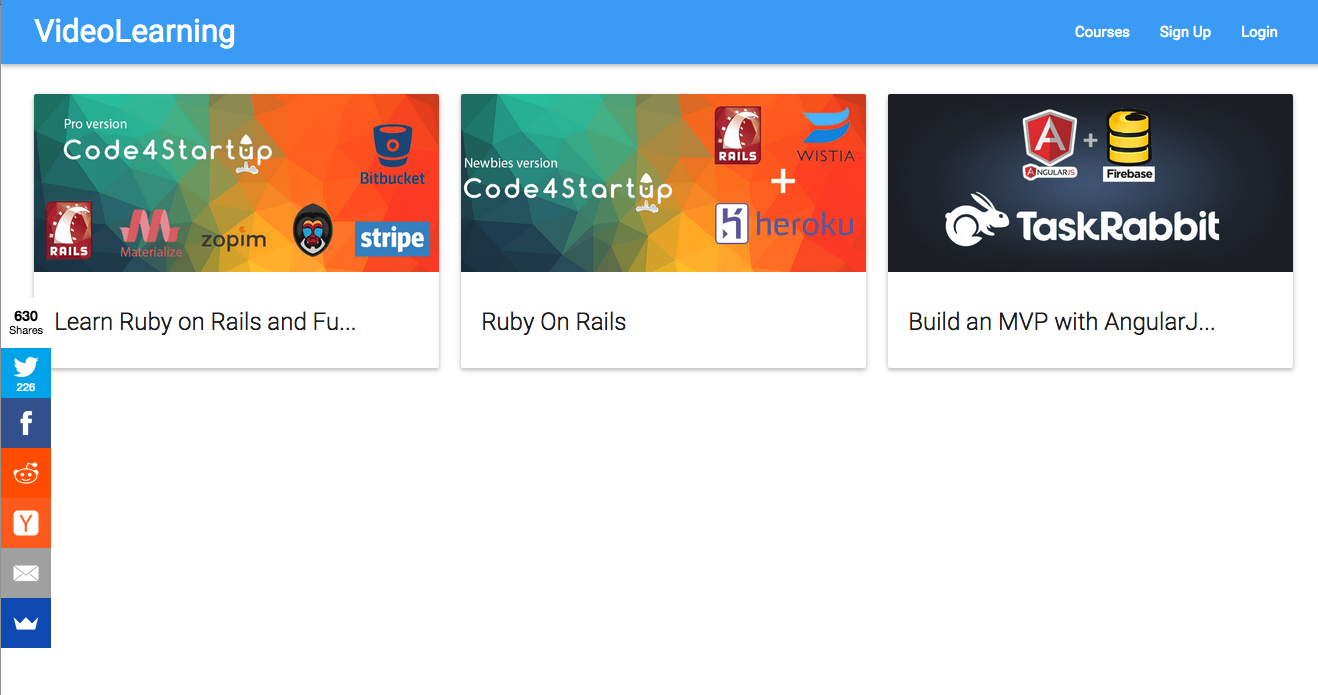 VideoLearning
Courses
Sign Up
Login
Pro version
Code4Startup
Bitbucket
RAILS
Materialize
zopim
stripe
Newbies version
Code4Startup
RAILS
WISTIA
+
heroku
ANGULARJS
+
Firebase
TaskRabbit
Learn Ruby on Rails and Fu...
Ruby On Rails
Build an MVP with AngularJ...
630
Shares
226